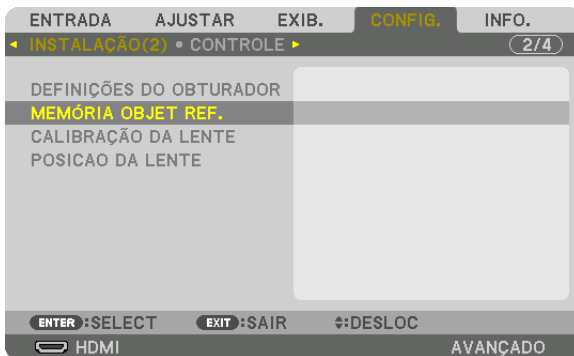 ENTRADA AJUSTAR EXIB. CONFIG. INFO.
INSTALAÇÃO(2) • CONTROLE 2/4
DEFINIÇÕES DO OBTURADOR
MEMÓRIA OBJET REF.
CALIBRAÇÃO DA LENTE
POSICAO DA LENTE
ENTER :SELECT EXIT :SAIR :DESLOC
HDMI AVANÇADO